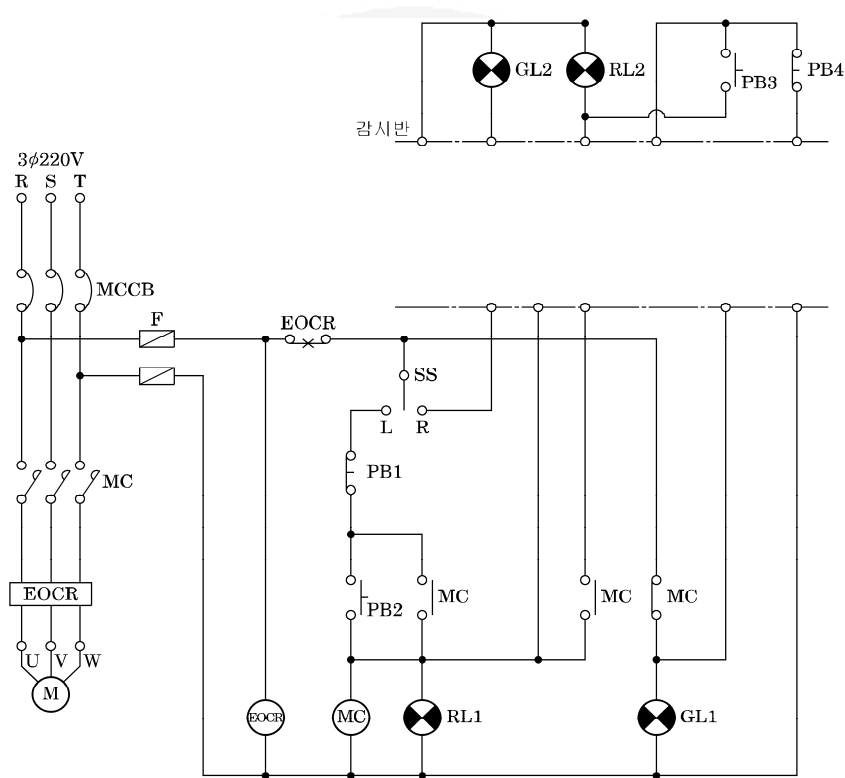 GL2 RL2 PB3 PB4
감시반
3φ220V
R S T
MCCB
F EOCR
SS
L R
PB1
MC
EOCR
PB2 MC MC MC
U V W
M
EOCR MC RL1 GL1